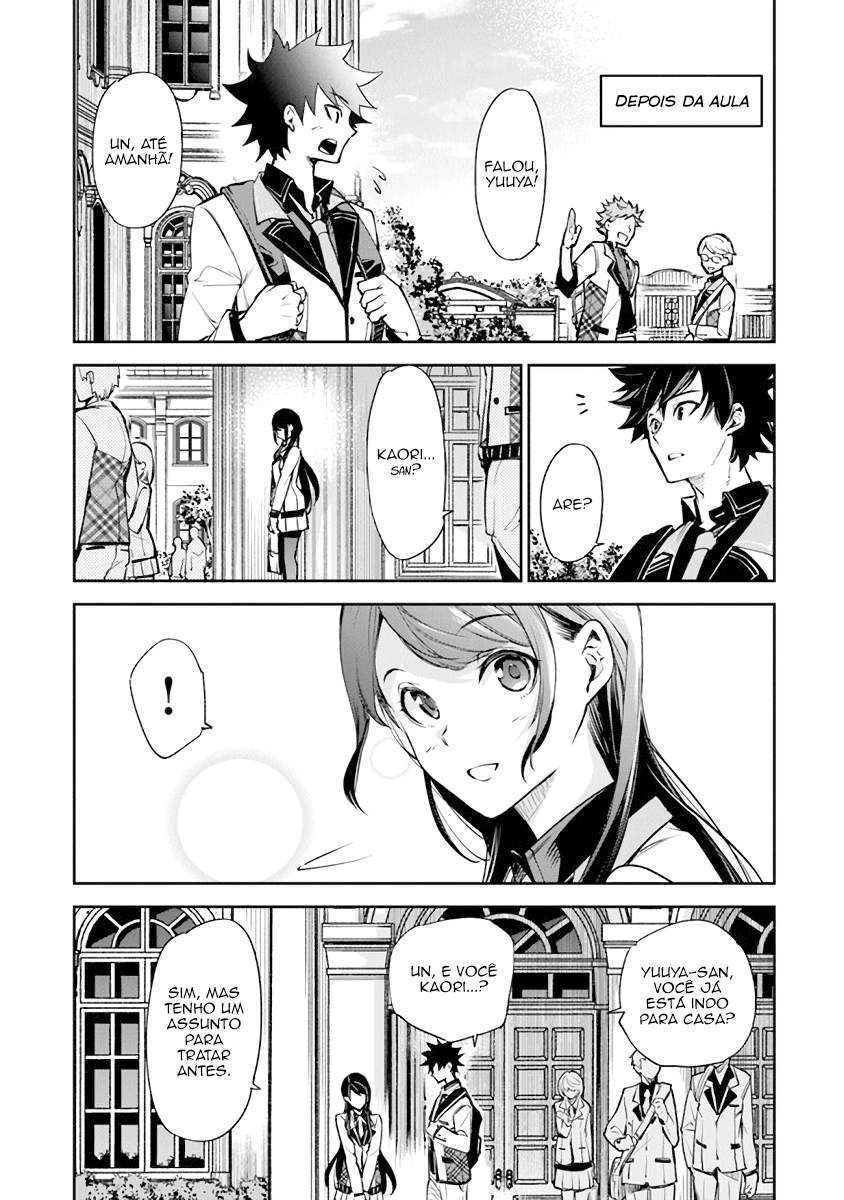 DEPOIS DA AULA
FALOU,
YUUYA!
UN, ATÉ
AMANHÃ!
ARE?
KAORI...
SAN?
!
YUUYA-SAN,
VOCÊ JÁ
ESTÁ INDO
PARA CASA?
UN, E VOCÊ
KAORI...?
SIM, MAS
TENHO UM
ASSUNTO
PARA
TRATAR
ANTES.